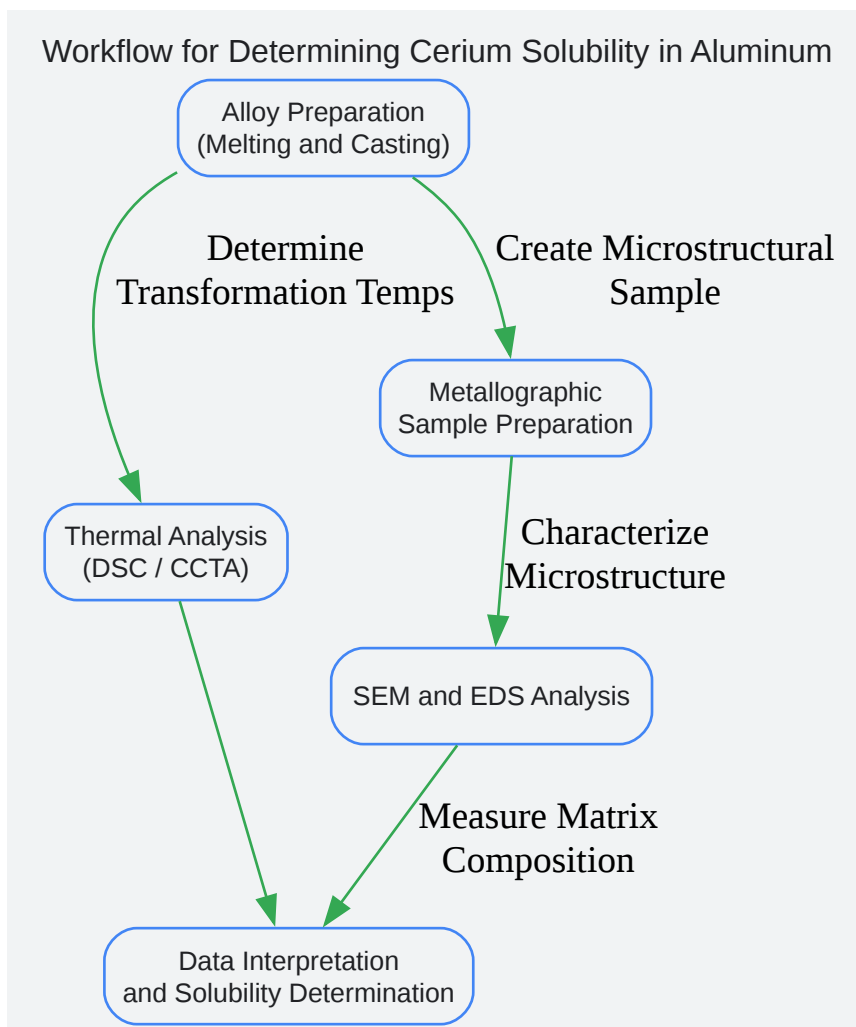 Workflow for Determining Cerium Solubility in Aluminum
Alloy Preparation
(Melting and Casting)
Determine
Transformation Temps
Create Microstructural
Sample
Metallographic
Sample Preparation
Thermal Analysis
(DSC / CCTA)
Characterize
Microstructure
SEM and EDS Analysis
Measure Matrix
Composition
Data Interpretation
and Solubility Determination